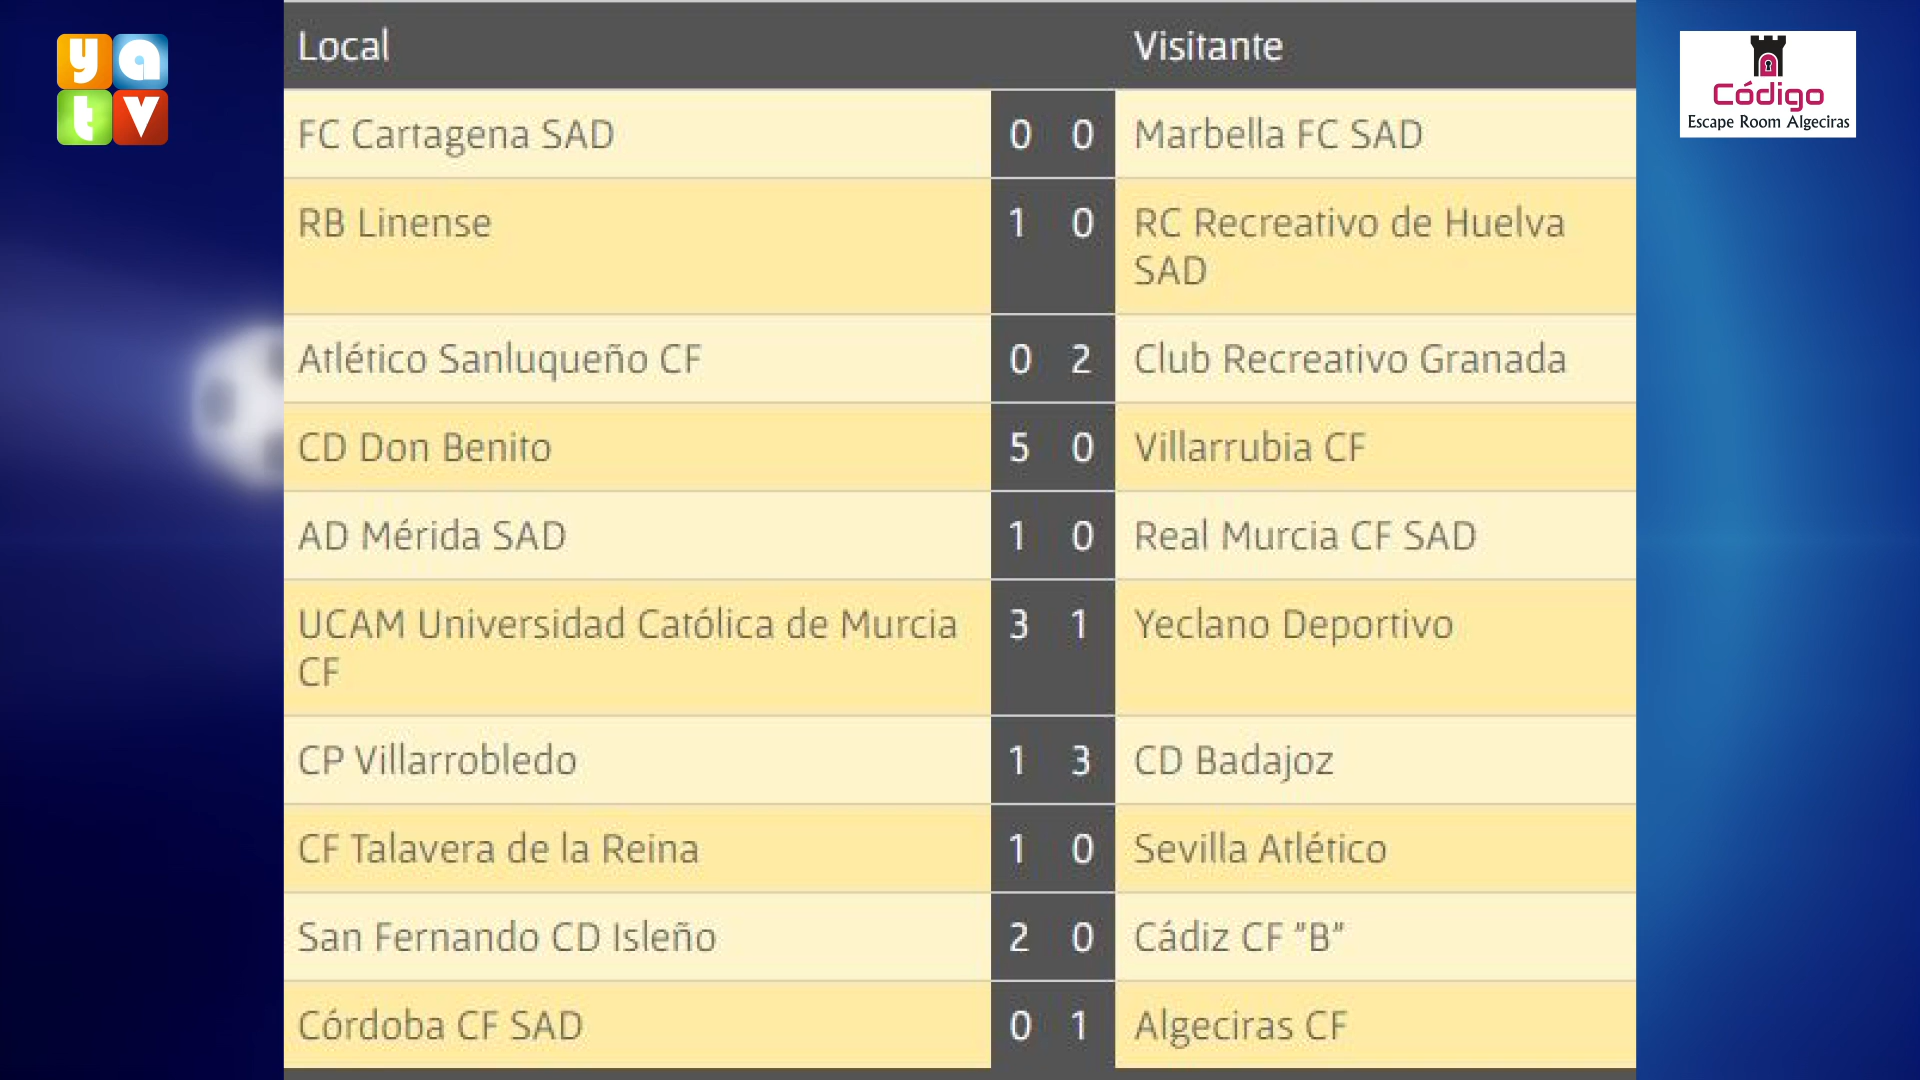 ya
tv
Local Visitante
Código
Escape Room Algeciras
FC Cartagena SAD 0 0 Marbella FC SAD
RB Linense 1 0 RC Recreativo de Huelva
SAD
Atlético Sanluqueño CF 0 2 Club Recreativo Granada
CD Don Benito 5 0 Villarrubia CF
AD Mérida SAD 1 0 Real Murcia CF SAD
UCAM Universidad Católica de Murcia 3 1 Yeclano Deportivo
CF
CP Villarrobledo 1 3 CD Badajoz
CF Talavera de la Reina 1 0 Sevilla Atlético
San Fernando CD Isleño 2 0 Cádiz CF "B"
Córdoba CF SAD 0 1 Algeciras CF